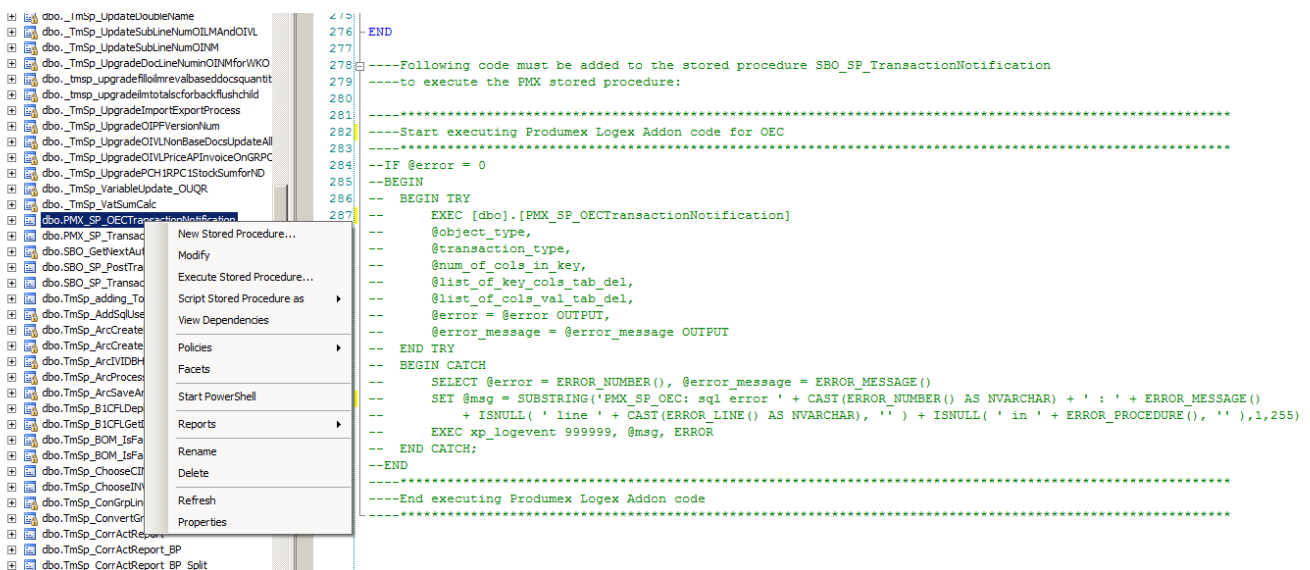 dbo._TmSp_UpdateDoubleName
dbo._TmSp_UpdateSubLineNumOILMAndOIVL
dbo._TmSp_UpdateSubLineNumOINM
dbo._TmSp_UpgradeDocLineNuminOINMforWKO
dbo._tmsp_upgradefilloilmrevalbaseddocsquantit
dbo._tmsp_upgradeilmtotalscforbackflushchild
dbo._TmSp_UpgradeImportExportProcess
dbo._TmSp_UpgradeOIPFVersionNum
dbo._TmSp_UpgradeOIVLNonBaseDocsUpdateAll
dbo._TmSp_UpgradeOIVLPriceAPInvoiceOnGRPC
dbo._TmSp_UpgradePCH1RPC1StockSumforND
dbo._TmSp_VariableUpdate_OUQR
dbo._TmSp_VatSumCalc
dbo.PMX_SP_OECTransactionNotification
dbo.PMX_SP_Transac
dbo.SBO_GetNextAut
dbo.SBO_SP_PostTra
dbo.SBO_SP_Transac
dbo.TmSp_adding_To
dbo.TmSp_AddSqlUse
dbo.TmSp_ArcCreate
dbo.TmSp_ArcCreate
dbo.TmSp_ArcIVIDBH
dbo.TmSp_ArcProces
dbo.TmSp_ArcSaveAr
dbo.TmSp_B1CFLDep
dbo.TmSp_B1CFLGetD
dbo.TmSp_BOM_IsFa
dbo.TmSp_BOM_IsFa
dbo.TmSp_ChooseCIN
dbo.TmSp_ChooseINV
dbo.TmSp_ConGrpLin
dbo.TmSp_ConvertGr
dbo.TmSp_CorrActReport
dbo.TmSp_CorrActReport_BP
dbo.TmSp_CorrActReport_BP_Split
New Stored Procedure...
Modify
Execute Stored Procedure...
Script Stored Procedure as
View Dependencies
Policies
Facets
Start PowerShell
Reports
Rename
Delete
Refresh
Properties
275
276 END
277
278 ----Following code must be added to the stored procedure SBO_SP_TransactionNotification
279 ----to execute the PMX stored procedure:
280
281 ----**********************************************************************************************************
282 ----Start executing Produmex Logex Addon code for OEC
283 ----**********************************************************************************************************
284 --IF @error = 0
285 --BEGIN
286 -- BEGIN TRY
287 -- EXEC [dbo].[PMX_SP_OECTransactionNotification]
-- @object_type,
-- @transaction_type,
-- @num_of_cols_in_key,
-- @list_of_key_cols_tab_del,
-- @list_of_cols_val_tab_del,
-- @error = @error OUTPUT,
-- @error_message = @error_message OUTPUT
-- END TRY
-- BEGIN CATCH
-- SELECT @error = ERROR_NUMBER(), @error_message = ERROR_MESSAGE()
-- SET @msg = SUBSTRING('PMX_SP_OEC: sql error ' + CAST(ERROR_NUMBER() AS NVARCHAR) + ' : ' + ERROR_MESSAGE()
-- + ISNULL( ' line ' + CAST(ERROR_LINE() AS NVARCHAR), '' ) + ISNULL( ' in ' + ERROR_PROCEDURE(), '' ),1,255)
-- EXEC xp_logevent 999999, @msg, ERROR
-- END CATCH;
--END
----**********************************************************************************************************
----End executing Produmex Logex Addon code
----**********************************************************************************************************